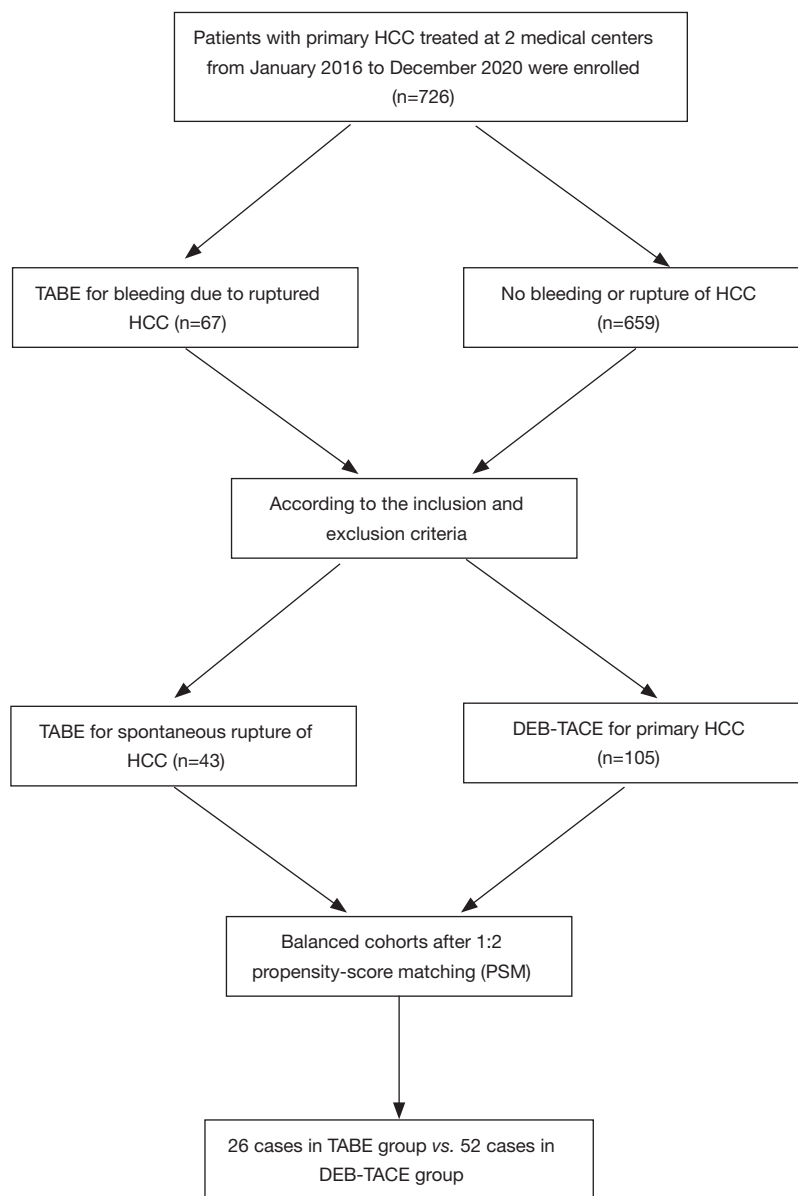 Patients with primary HCC treated at 2 medical centers
from January 2016 to December 2020 were enrolled
(n=726)
TABE for bleeding due to ruptured
HCC (n=67)
No bleeding or rupture of HCC
(n=659)
According to the inclusion and
exclusion criteria
TABE for spontaneous rupture of
HCC (n=43)
DEB-TACE for primary HCC
(n=105)
Balanced cohorts after 1:2
propensity-score matching (PSM)
26 cases in TABE group vs. 52 cases in
DEB-TACE group